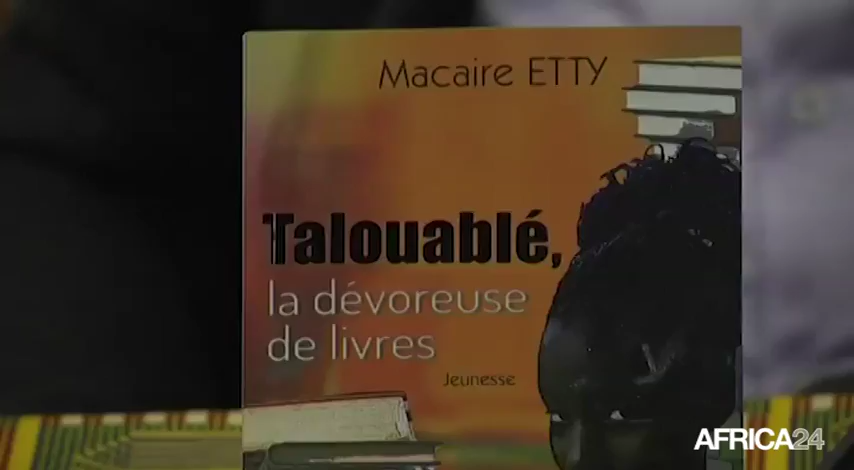 Macaire ETTY
Talouablé,
la dévoreuse
de livres
Jeunesse
AFRICA24